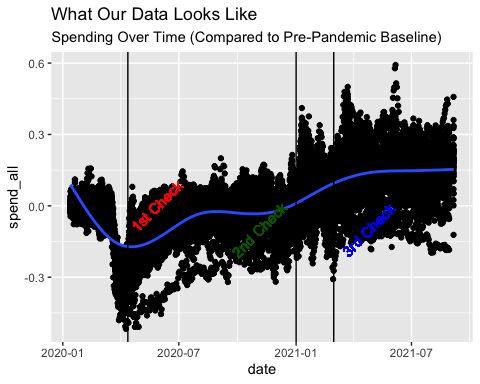 What Our Data Looks Like
Spending Over Time (Compared to Pre-Pandemic Baseline)
spend_all
0.6
0.3
0.0
-0.3
1st Check
2nd Check
3rd Check
2020-01
2020-07
2021-01
2021-07
date